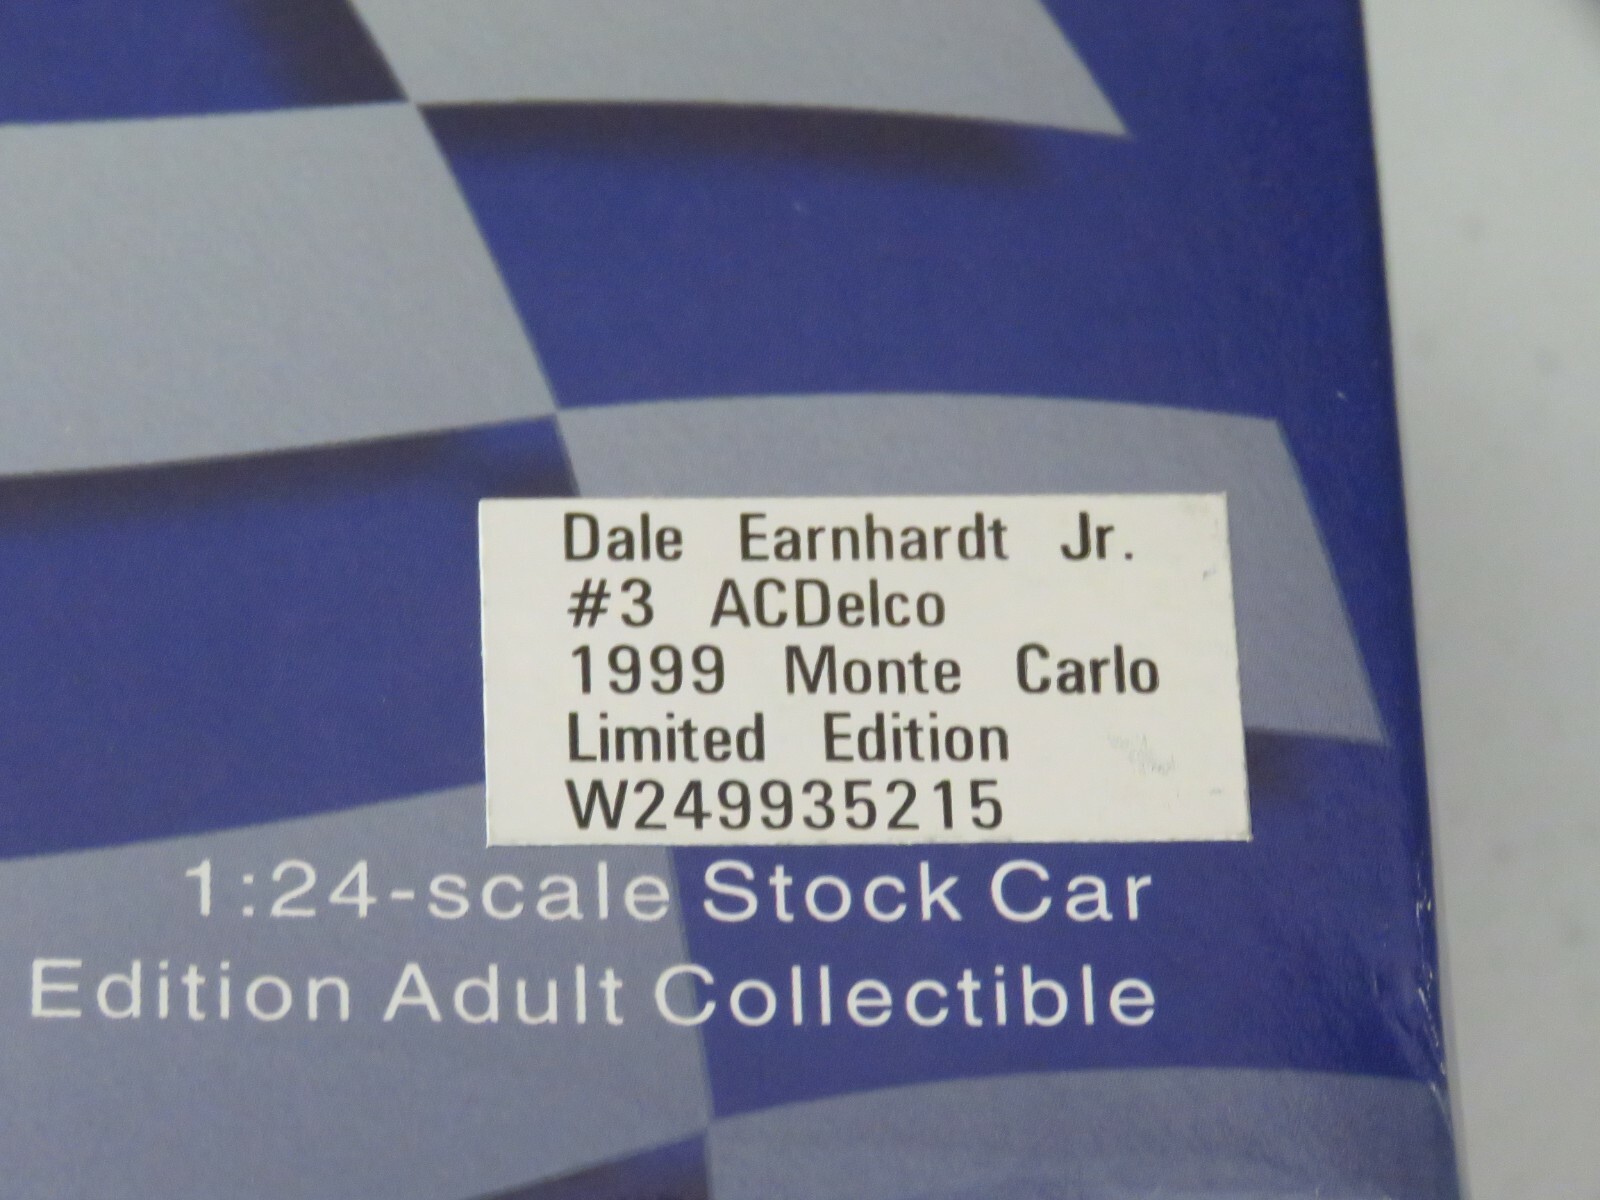 Dale Earnhardt Jr.
#3 ACDelco
1999 Monte Carlo
Limited Edition
W249935215
1:24-scale Stock Car
Edition Adult Collectible